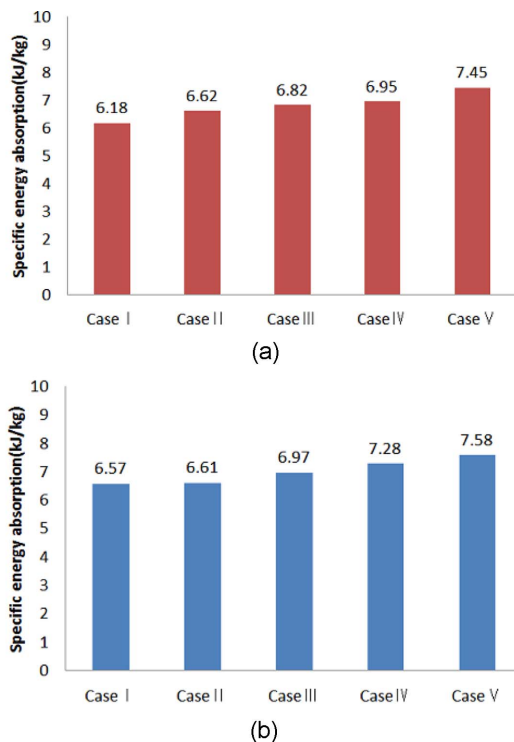 Specific energy absorption(kJ/kg)
10
9
8
7
6
5
4
3
2
1
0
6.18
6.62
6.82
6.95
7.45
Case Ⅰ
Case Ⅱ
Case Ⅲ
Case Ⅳ
Case Ⅴ
(a)
Specific energy absorption(kJ/kg)
10
9
8
7
6
5
4
3
2
1
0
6.57
6.61
6.97
7.28
7.58
Case Ⅰ
Case Ⅱ
Case Ⅲ
Case Ⅳ
Case Ⅴ
(b)